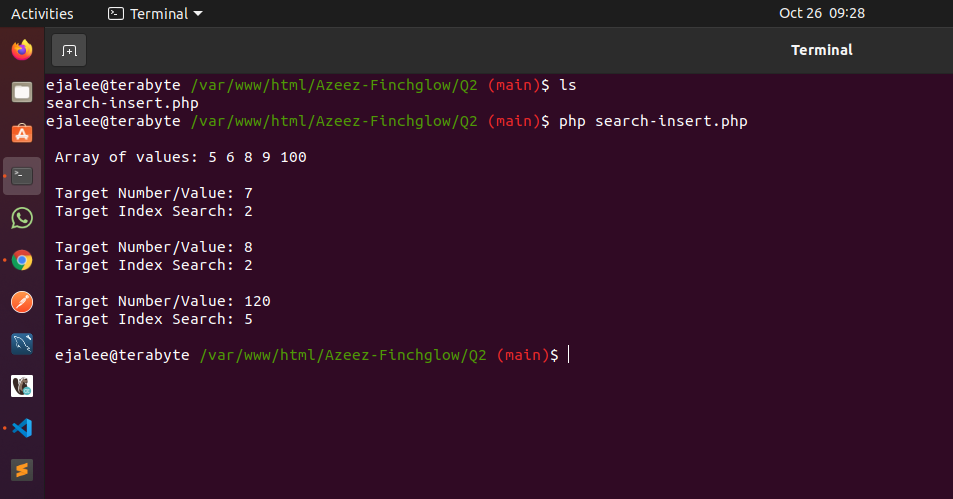 Activities Terminal Oct 26 09:28
Terminal
ejalee@terabyte /var/www/html/Azeez-Finchglow/Q2 (main)$ ls
search-insert.php
ejalee@terabyte /var/www/html/Azeez-Finchglow/Q2 (main)$ php search-insert.php
Array of values: 5 6 8 9 100
Target Number/Value: 7
Target Index Search: 2
Target Number/Value: 8
Target Index Search: 2
Target Number/Value: 120
Target Index Search: 5
ejalee@terabyte /var/www/html/Azeez-Finchglow/Q2 (main)$